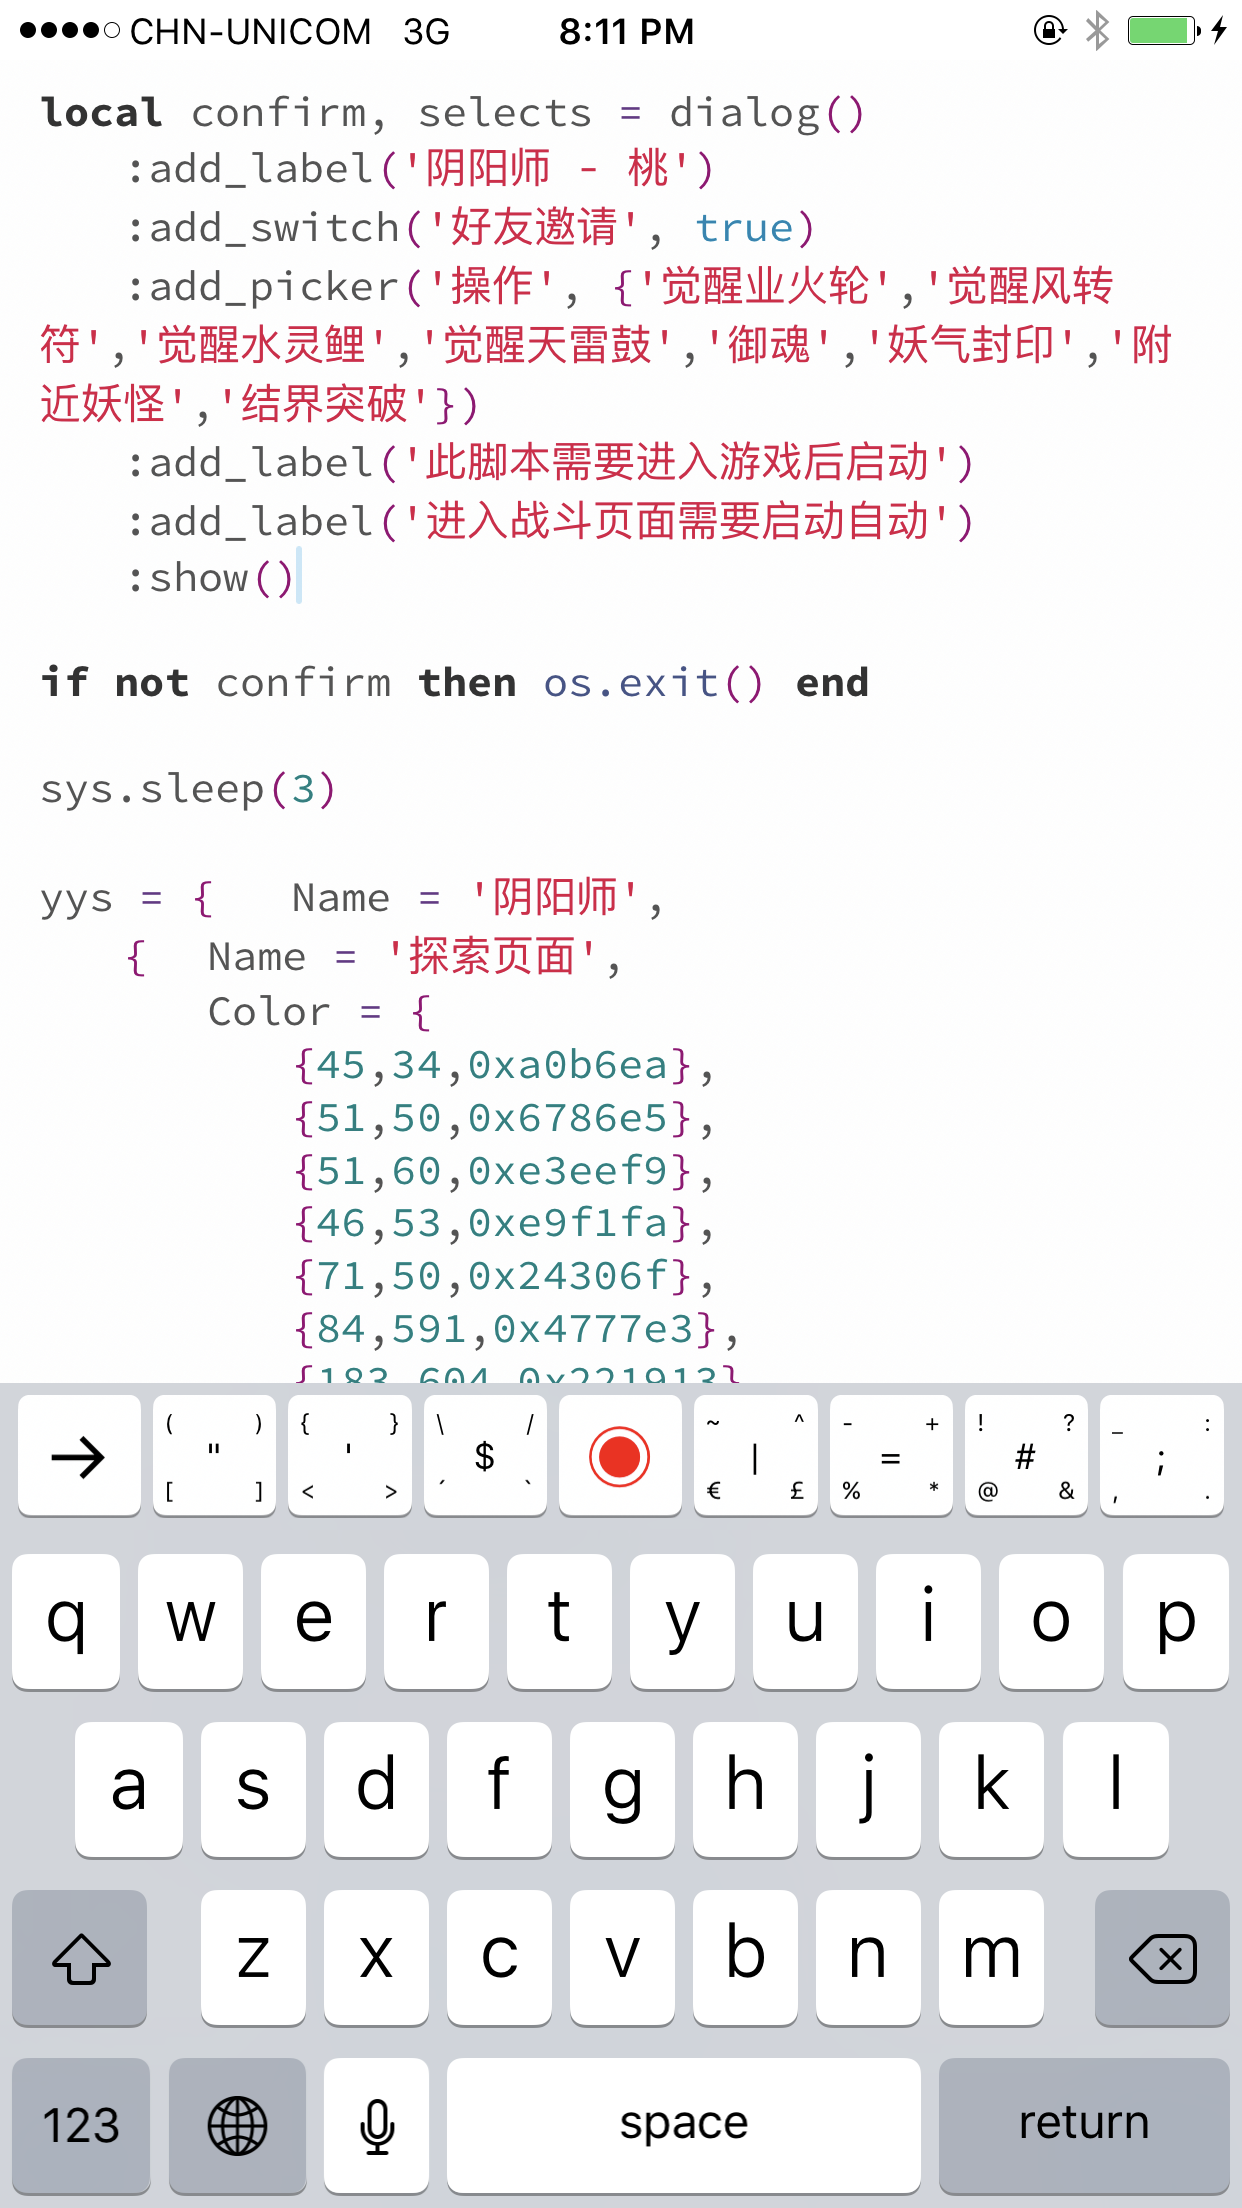 CHN-UNICOM 3G 8:11 PM
local confirm, selects = dialog()
:add_label('阴阳师 - 桃')
:add_switch('好友邀请', true)
:add_picker('操作', {'觉醒业火轮','觉醒风转
符','觉醒水灵鲤','觉醒天雷鼓','御魂','妖气封印','附
近妖怪','结界突破'})
:add_label('此脚本需要进入游戏后启动')
:add_label('进入战斗页面需要启动自动')
:show()
if not confirm then os.exit() end
sys.sleep(3)
yys = { Name = '阴阳师',
{ Name = '探索页面',
Color = {
{45,34,0xa0b6ea},
{51,50,0x6786e5},
{51,60,0xe3eef9},
{46,53,0xe9f1fa},
{71,50,0x24306f},
{84,591,0x4777e3},
{183,604,0x221913}
( ) { } \ / ~ ^ - + ! ? _ :
" ' $ | = # ;
[ ] < > ´ ` € £ % * @ & , .
q w e r t y u i o p
a s d f g h j k l
z x c v b n m
123 space return